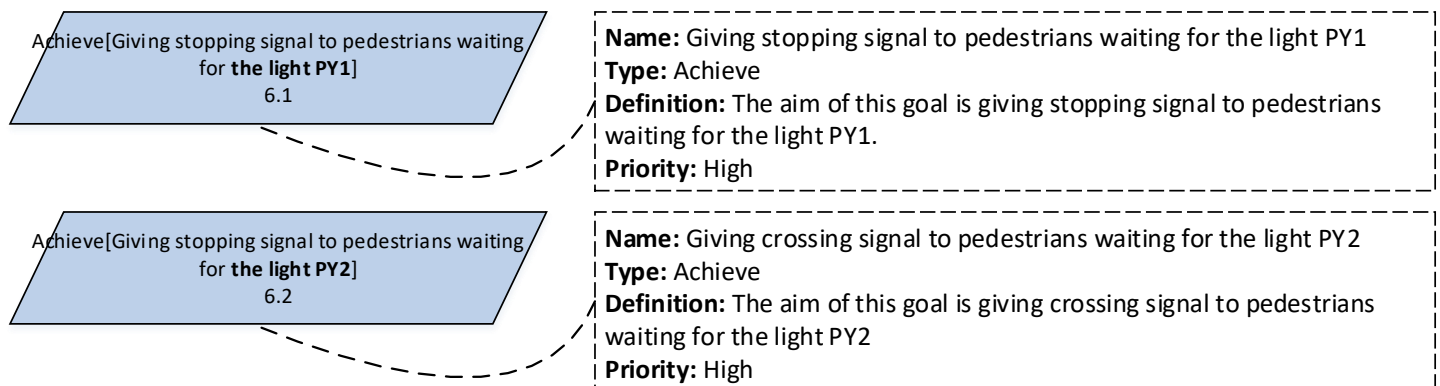 Achieve[Giving stopping signal to pedestrians waiting
for the light PY1]
6.1
Name: Giving stopping signal to pedestrians waiting for the light PY1
Type: Achieve
Definition: The aim of this goal is giving stopping signal to pedestrians
waiting for the light PY1.
Priority: High
Achieve[Giving stopping signal to pedestrians waiting
for the light PY2]
6.2
Name: Giving crossing signal to pedestrians waiting for the light PY2
Type: Achieve
Definition: The aim of this goal is giving crossing signal to pedestrians
waiting for the light PY2
Priority: High